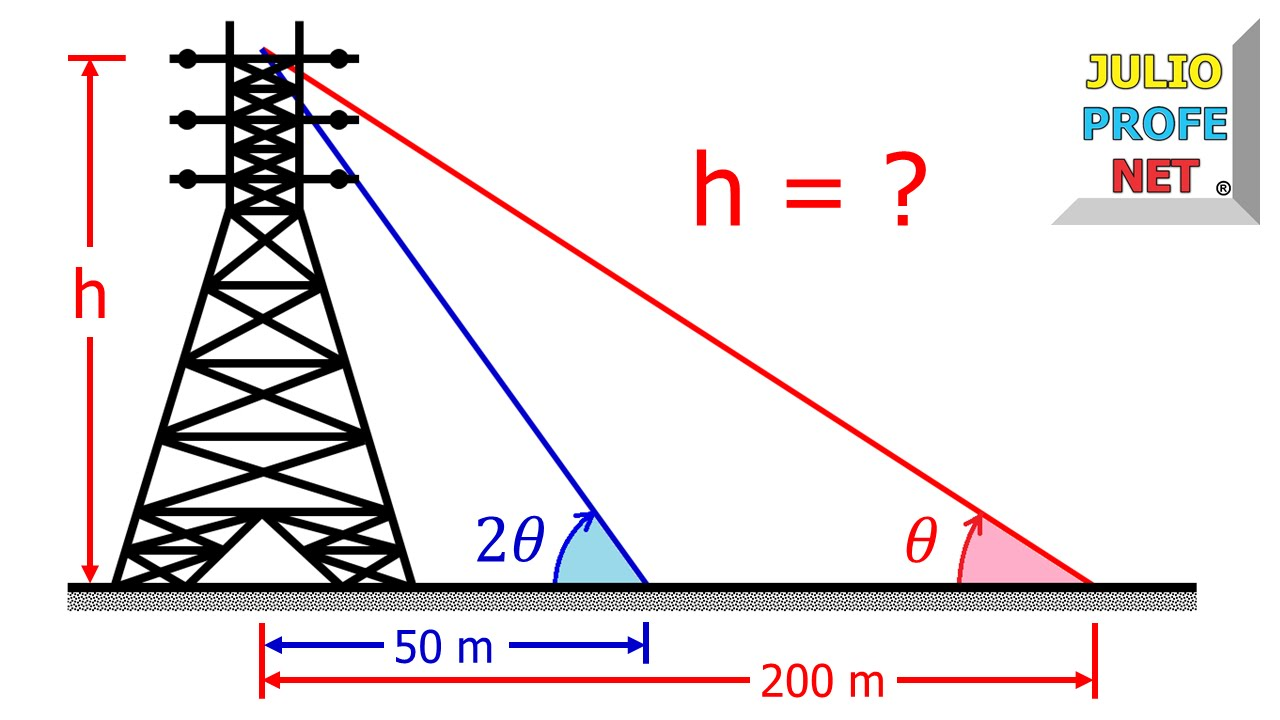 JULIO
PROFE
NET ®
h = ?
h
2θ
θ
50 m
200 m